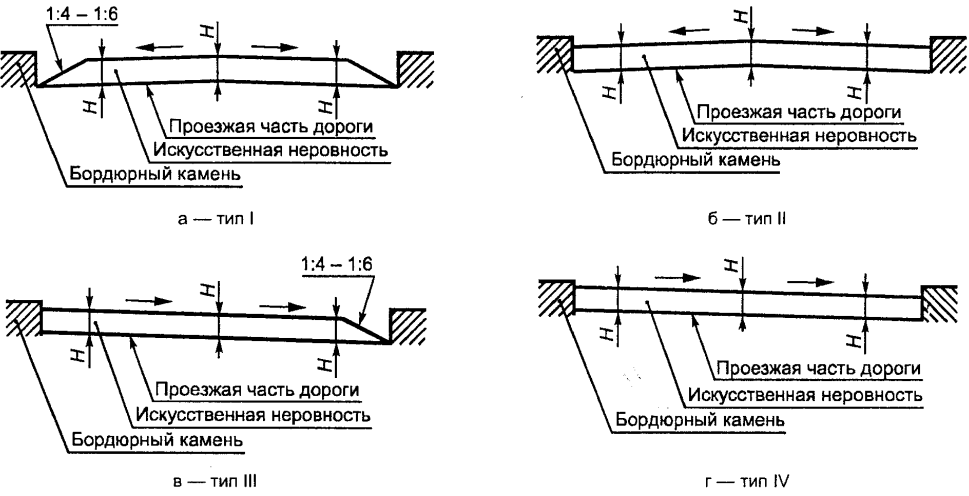 1:4 – 1:6
Н
Н
Н
Проезжая часть дороги
Искусственная неровность
Бордюрный камень
а — тип I
Н
Н
Н
Проезжая часть дороги
Искусственная неровность
Бордюрный камень
б — тип II
1:4 – 1:6
Н
Н
Н
Проезжая часть дороги
Искусственная неровность
Бордюрный камень
в — тип III
Н
Н
Н
Проезжая часть дороги
Искусственная неровность
Бордюрный камень
г — тип IV